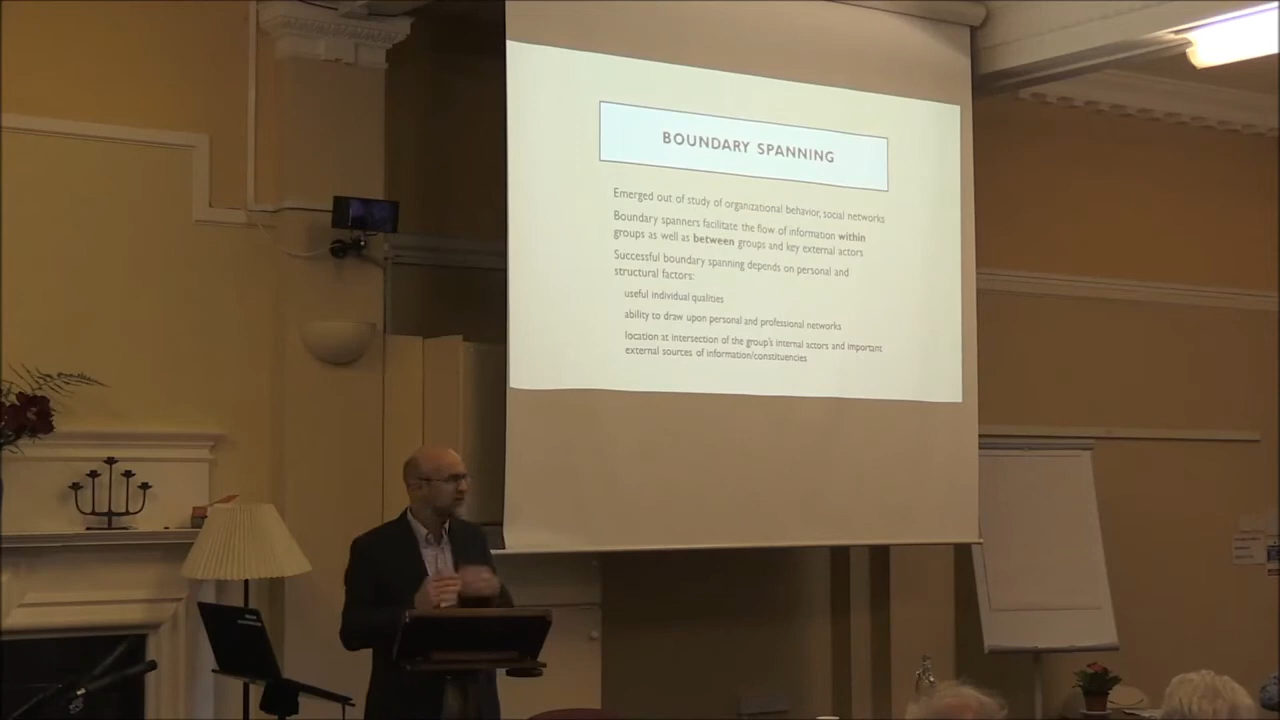 BOUNDARY SPANNING
Emerged out of study of organizational behavior, social networks
Boundary spanners facilitate the flow of information within
groups as well as between groups and key external actors
Successful boundary spanning depends on personal and
structural factors:
useful individual qualities
ability to draw upon personal and professional networks
location at intersection of the group's internal actors and important
external sources of information/constituencies